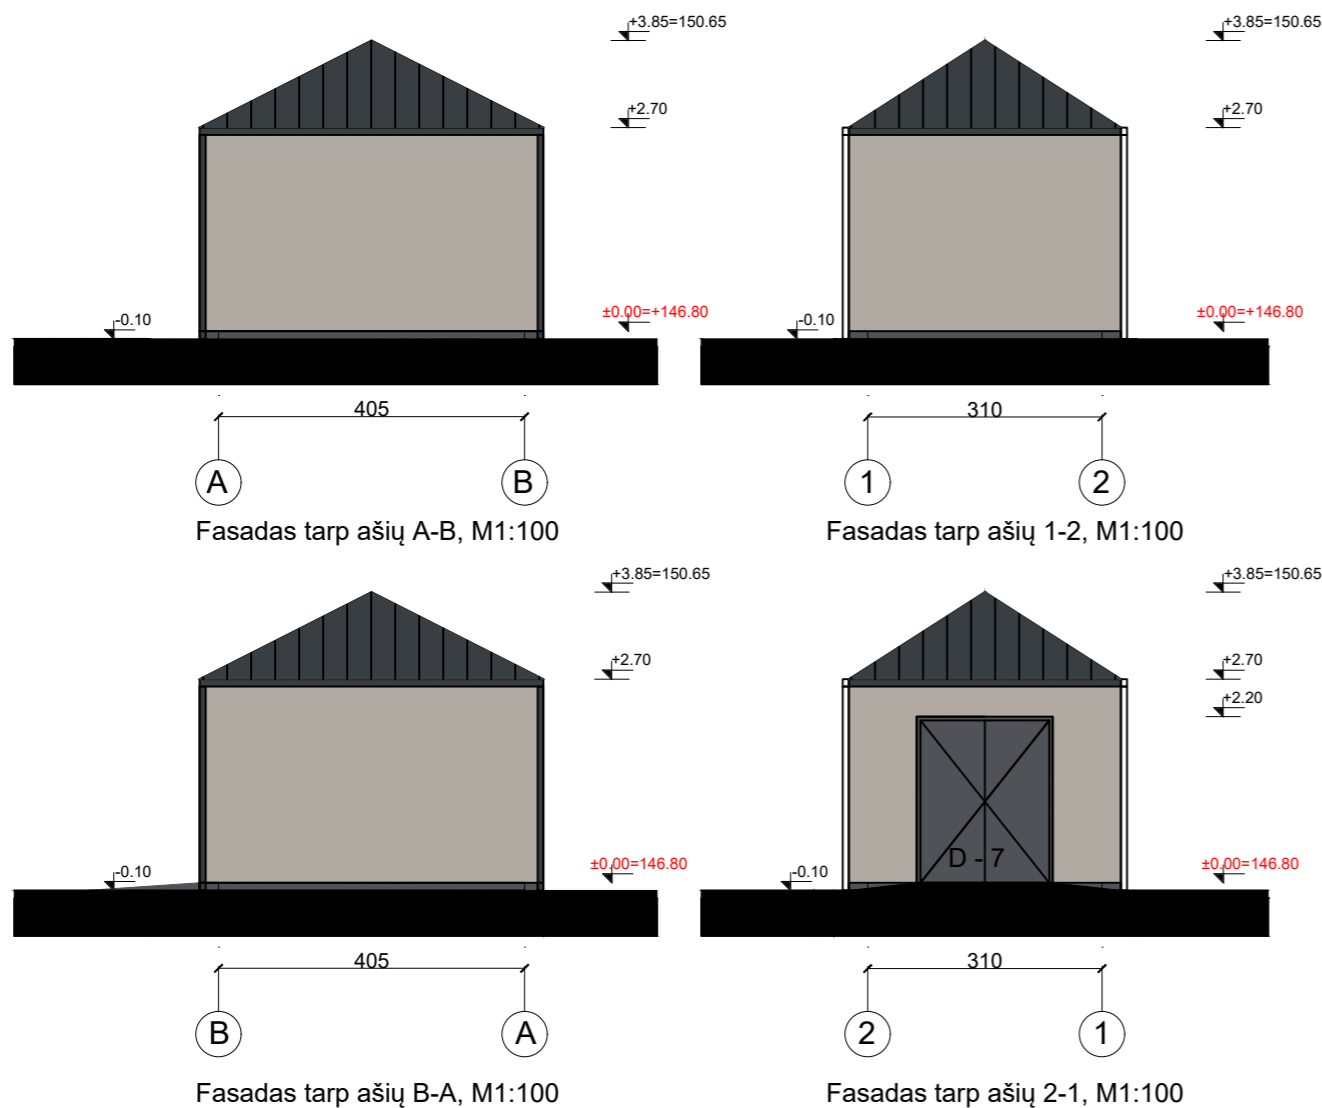 +3.85=150.65
+2.70
-0.10
±0.00=+146.80
405
A
B
Fasadas tarp ašių A-B, M1:100
+3.85=150.65
+2.70
-0.10
±0.00=+146.80
310
1
2
Fasadas tarp ašių 1-2, M1:100
+3.85=150.65
+2.70
-0.10
±0.00=146.80
405
B
A
Fasadas tarp ašių B-A, M1:100
+3.85=150.65
+2.70
+2.20
D - 7
-0.10
±0.00=146.80
310
2
1
Fasadas tarp ašių 2-1, M1:100